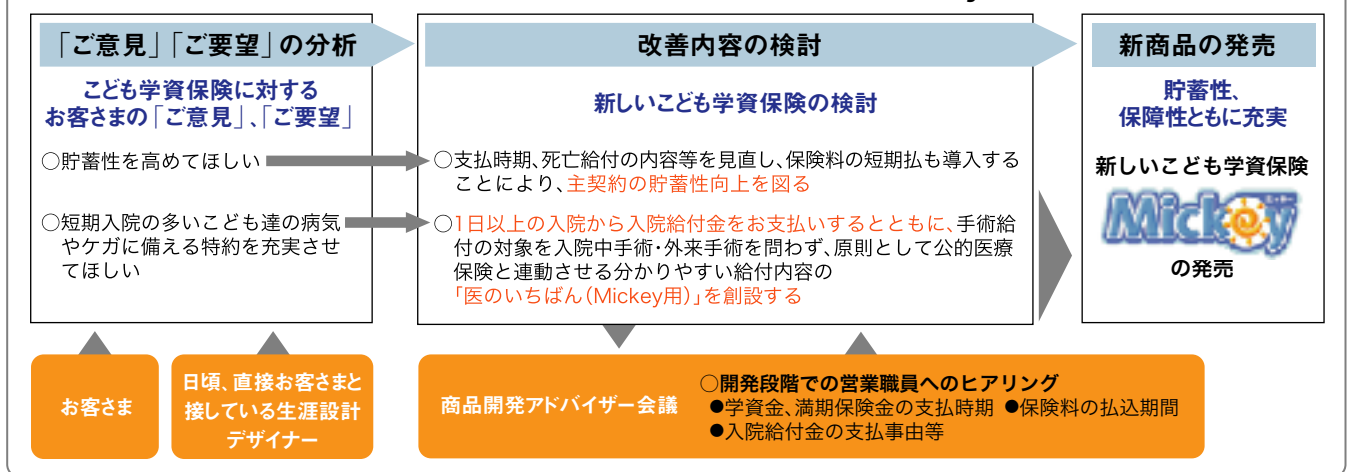 「ご意見」「ご要望」の分析
こども学資保険に対する
お客さまの「ご意見」、「ご要望」
○貯蓄性を高めてほしい
○短期入院の多いこども達の病気
やケガに備える特約を充実させ
てほしい
改善内容の検討
新しいこども学資保険の検討
○支払時期、死亡給付の内容等を見直し、保険料の短期払も導入する
ことにより、主契約の貯蓄性向上を図る
○1日以上の入院から入院給付金をお支払いするとともに、手術給
付の対象を入院中手術・外来手術を問わず、原則として公的医療
保険と連動させる分かりやすい給付内容の
「医のいちばん(Mickey用)」を創設する
新商品の発売
貯蓄性、
保障性ともに充実
新しいこども学資保険
Mickey
の発売
お客さま
日頃、直接お客さまと
接している生涯設計
デザイナー
商品開発アドバイザー会議
○開発段階での営業職員へのヒアリング
●学資金、満期保険金の支払時期 ●保険料の払込期間
●入院給付金の支払事由等